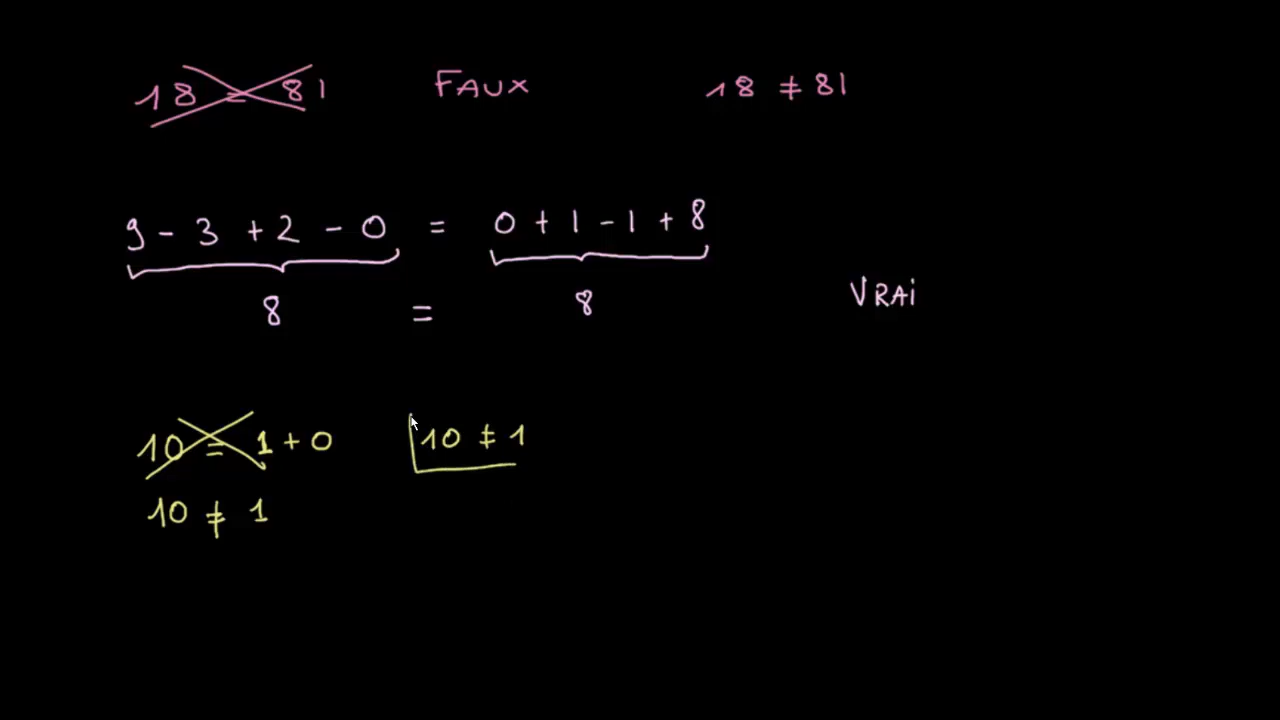 18 = 81 FAUX 18 ≠ 81
9 - 3 + 2 - 0 = 0 + 1 - 1 + 8
8 = 8
VRAi
10 = 1 + 0 10 ≠ 1
10 ≠ 1